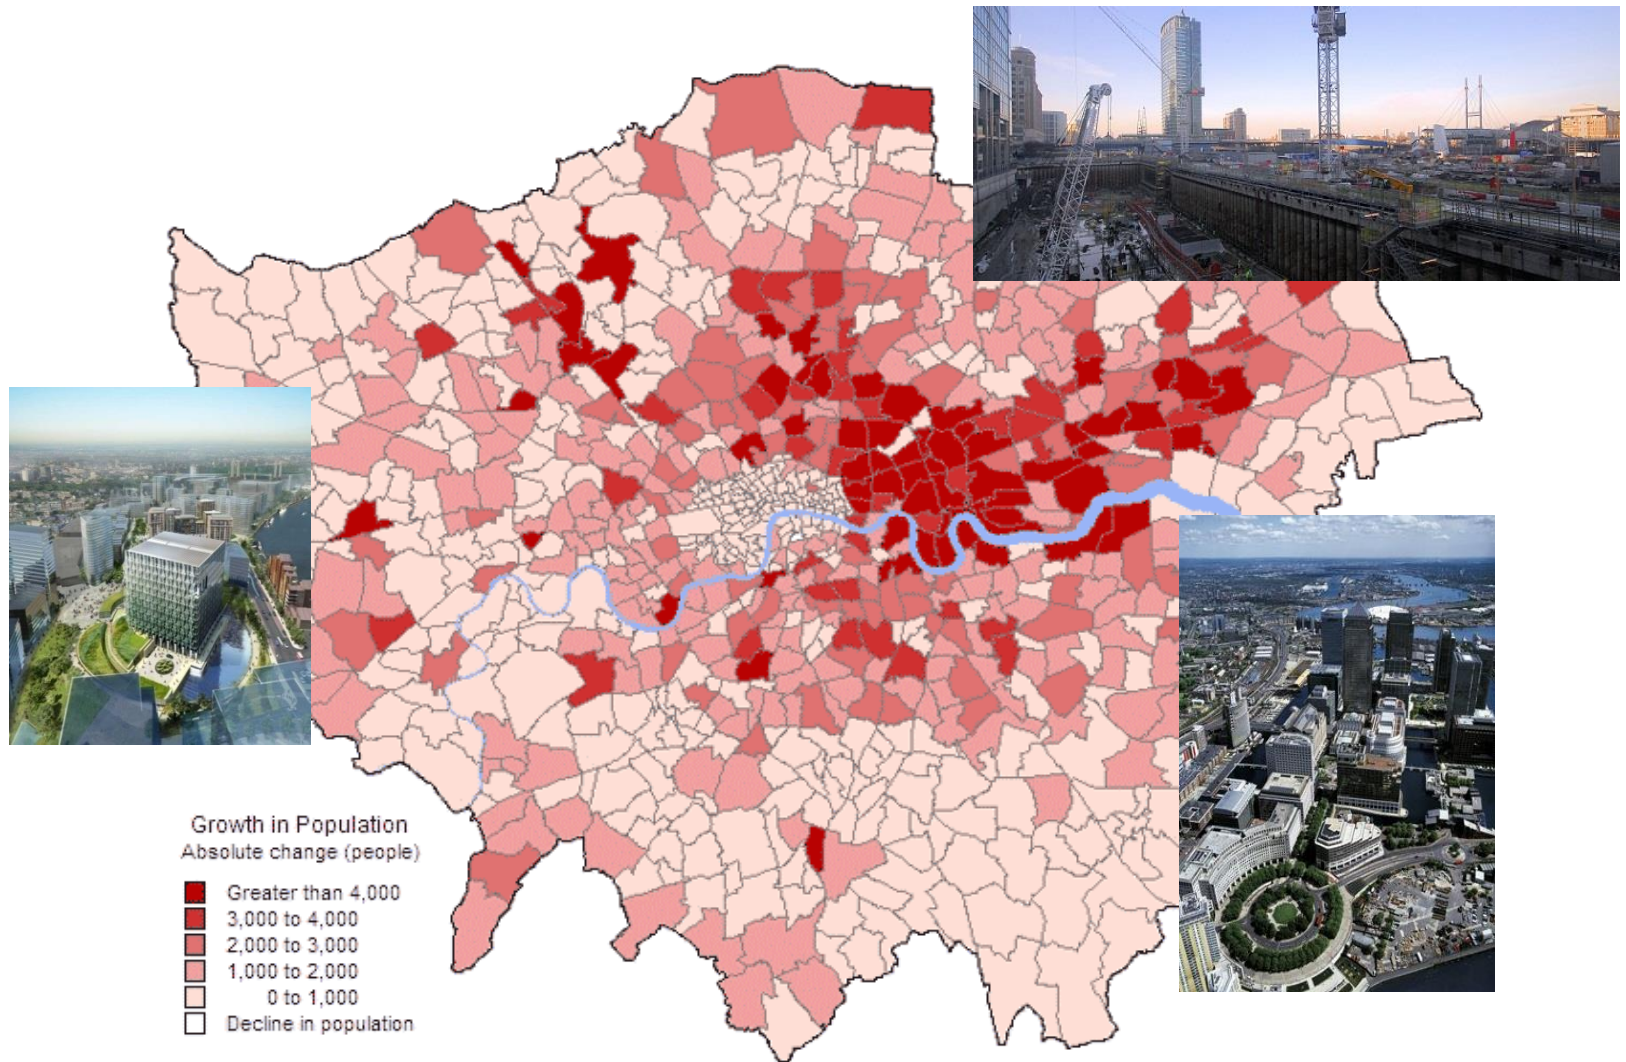 Growth in Population
Absolute change (people)
Greater than 4,000
3,000 to 4,000
2,000 to 3,000
1,000 to 2,000
0 to 1,000
Decline in population